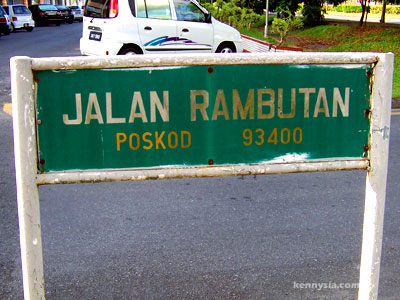 JALAN RAMBUTAN
POSKOD 93400
kennysia.com